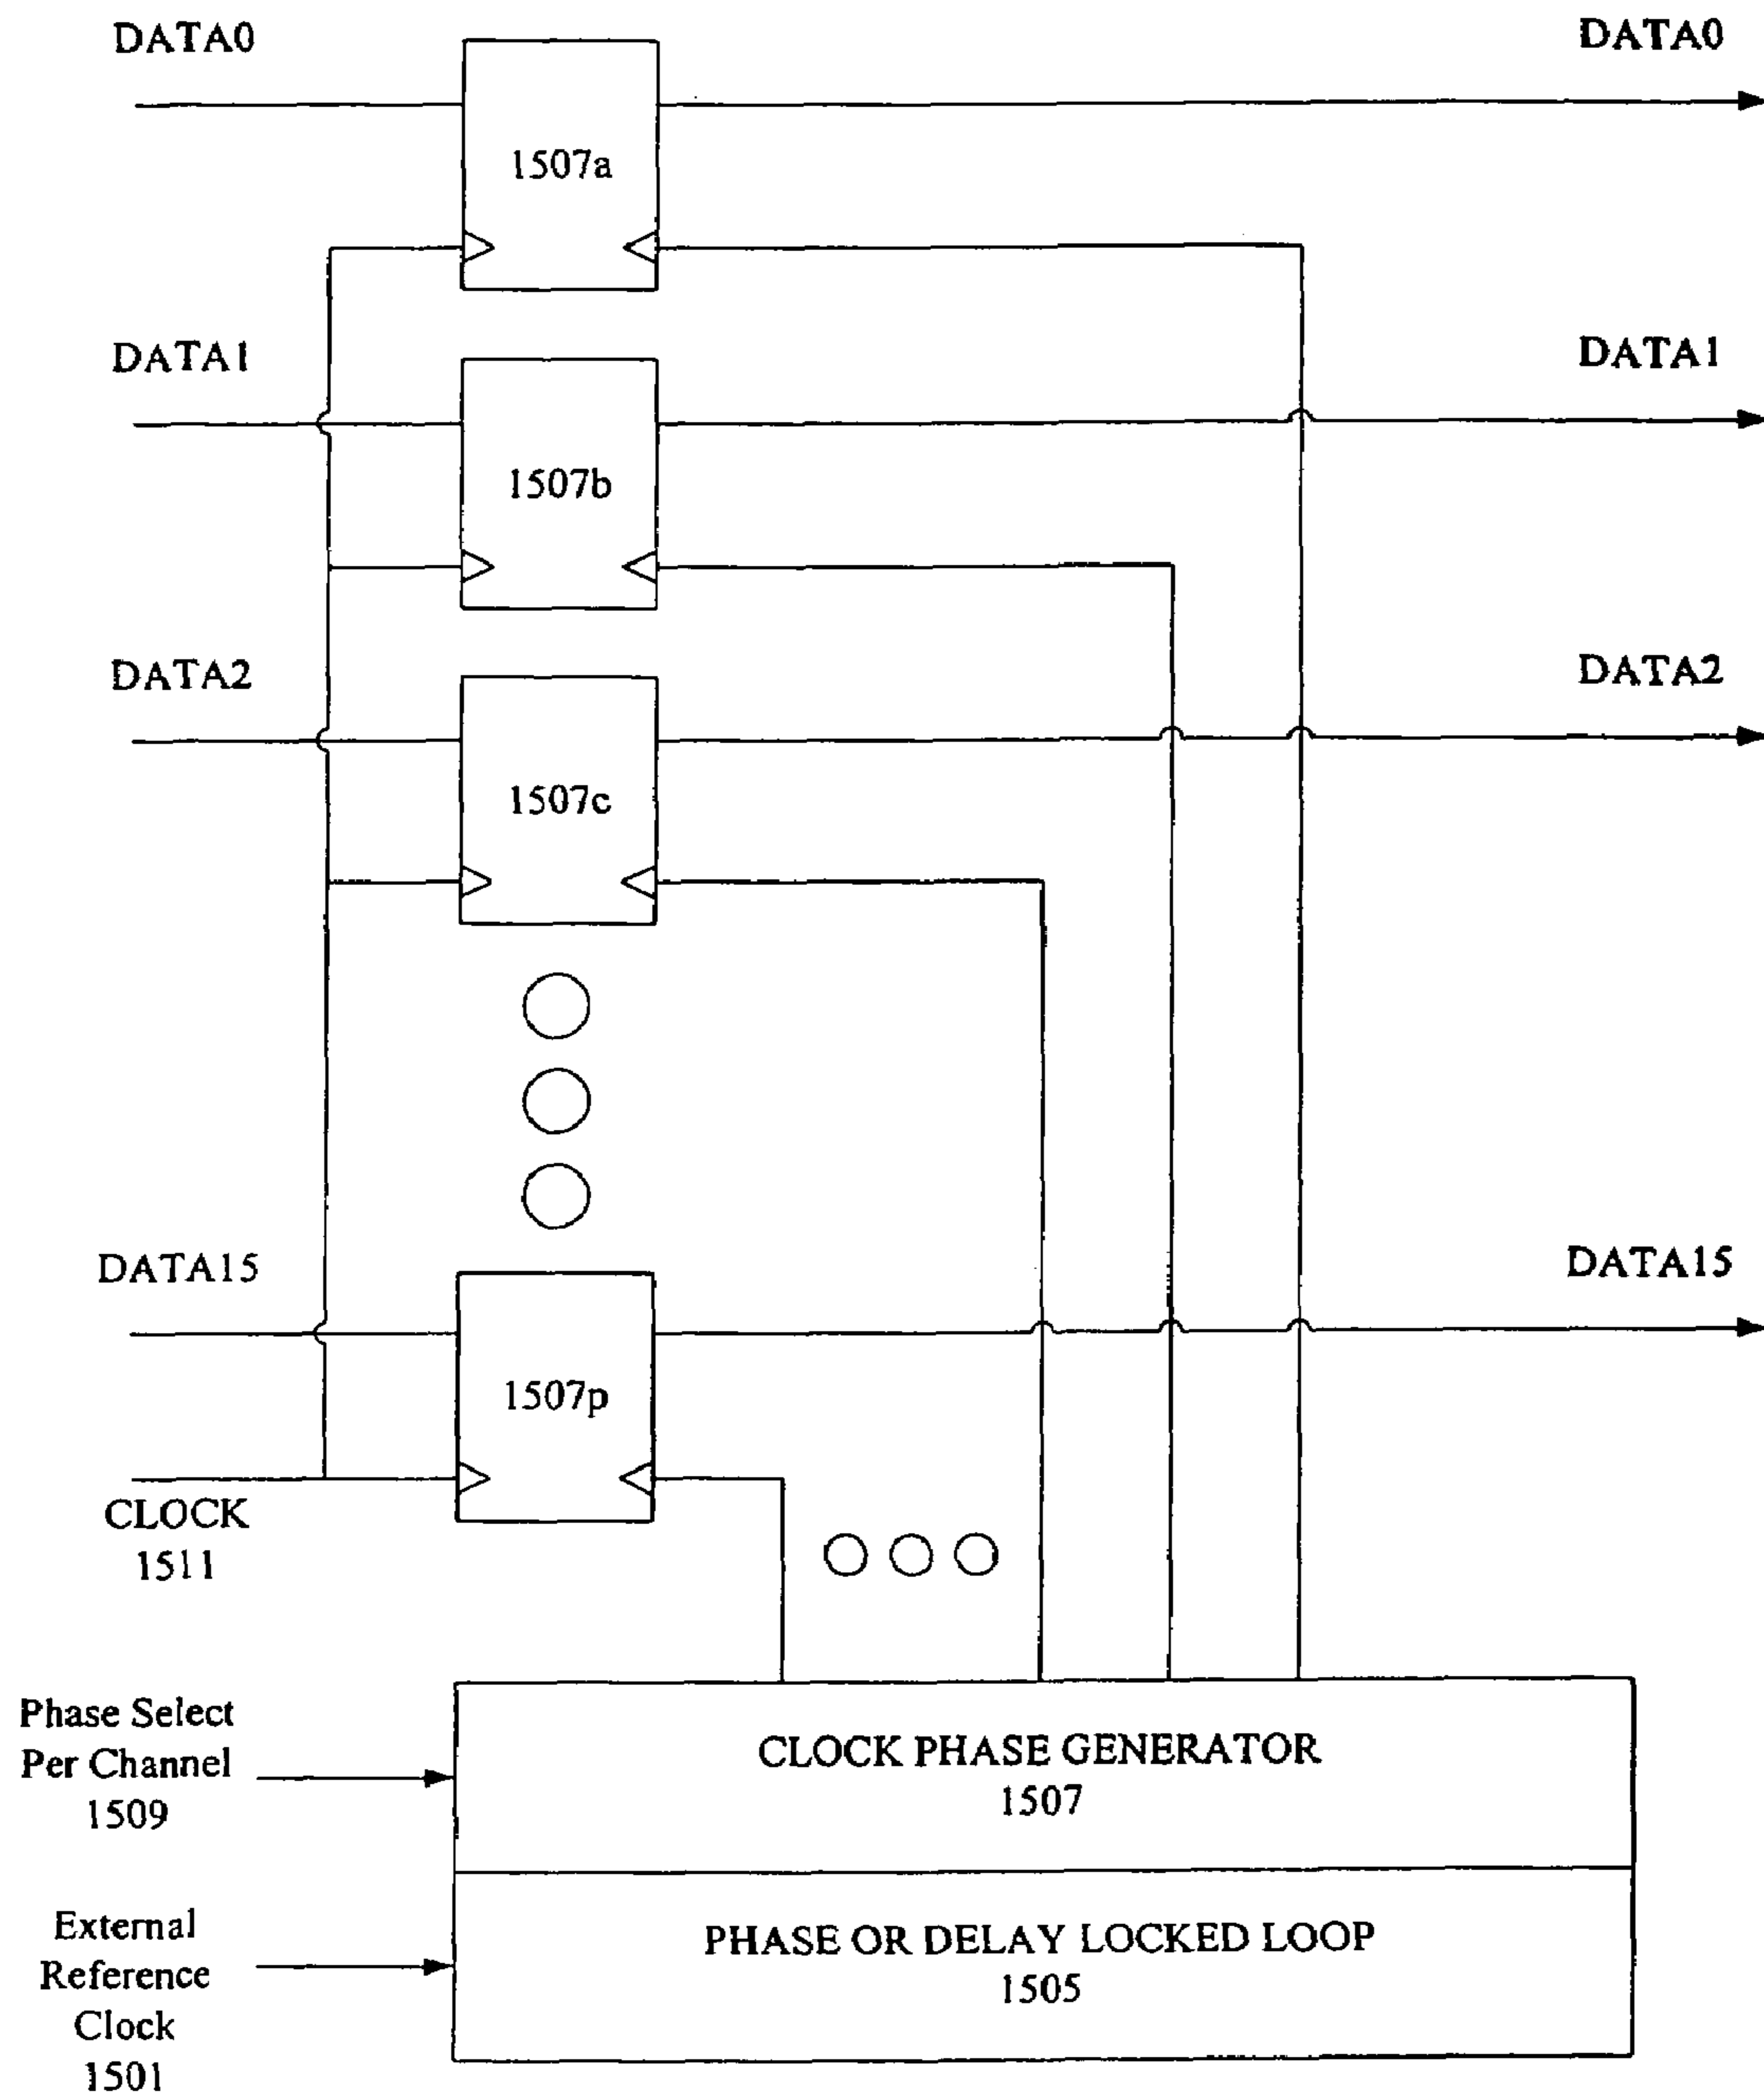 DATA0
DATA0
1507a
DATA1
DATA1
1507b
DATA2
DATA2
1507c
DATA15
DATA15
1507p
CLOCK
1511
Phase Select
Per Channel
1509
CLOCK PHASE GENERATOR
1507
External
Reference
Clock
1501
PHASE OR DELAY LOCKED LOOP
1505